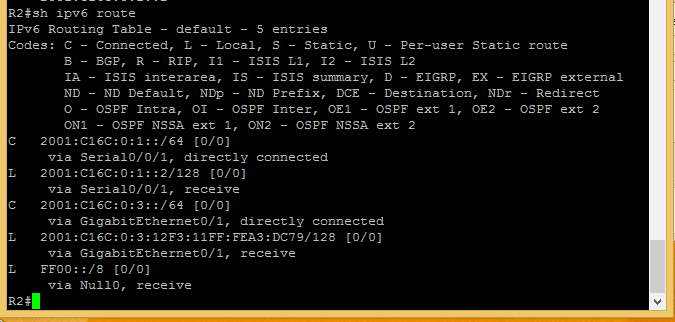 R2#sh ipv6 route
IPv6 Routing Table - default - 5 entries
Codes: C - Connected, L - Local, S - Static, U - Per-user Static route
B - BGP, R - RIP, I1 - ISIS L1, I2 - ISIS L2
IA - ISIS interarea, IS - ISIS summary, D - EIGRP, EX - EIGRP external
ND - ND Default, NDp - ND Prefix, DCE - Destination, NDr - Redirect
O - OSPF Intra, OI - OSPF Inter, OE1 - OSPF ext 1, OE2 - OSPF ext 2
ON1 - OSPF NSSA ext 1, ON2 - OSPF NSSA ext 2
C 2001:C16C:0:1::/64 [0/0]
via Serial0/0/1, directly connected
L 2001:C16C:0:1::2/128 [0/0]
via Serial0/0/1, receive
C 2001:C16C:0:3::/64 [0/0]
via GigabitEthernet0/1, directly connected
L 2001:C16C:0:3:12F3:11FF:FEA3:DC79/128 [0/0]
via GigabitEthernet0/1, receive
L FF00::/8 [0/0]
via Null0, receive
R2#